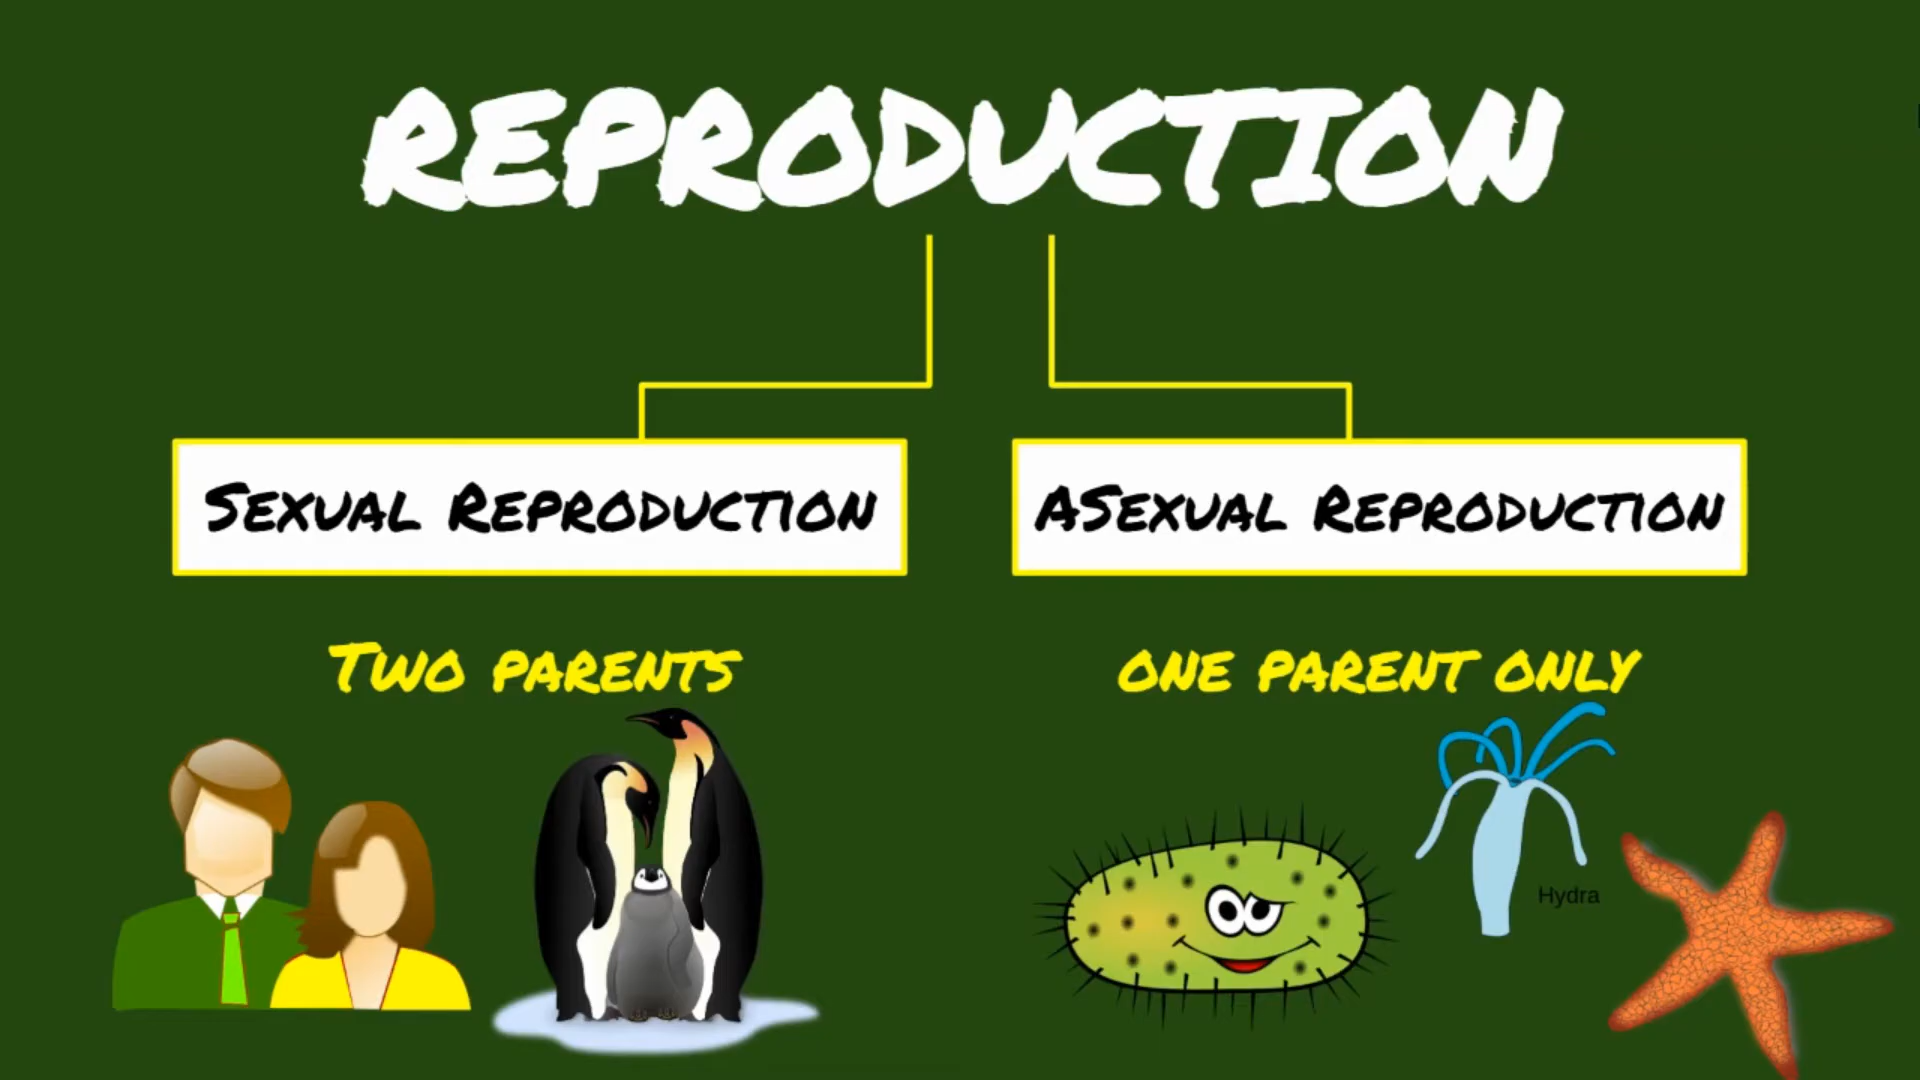 REPRODUCTION
SEXUAL REPRODUCTION
ASEXUAL REPRODUCTION
TWO PARENTS
ONE PARENT ONLY
Hydra